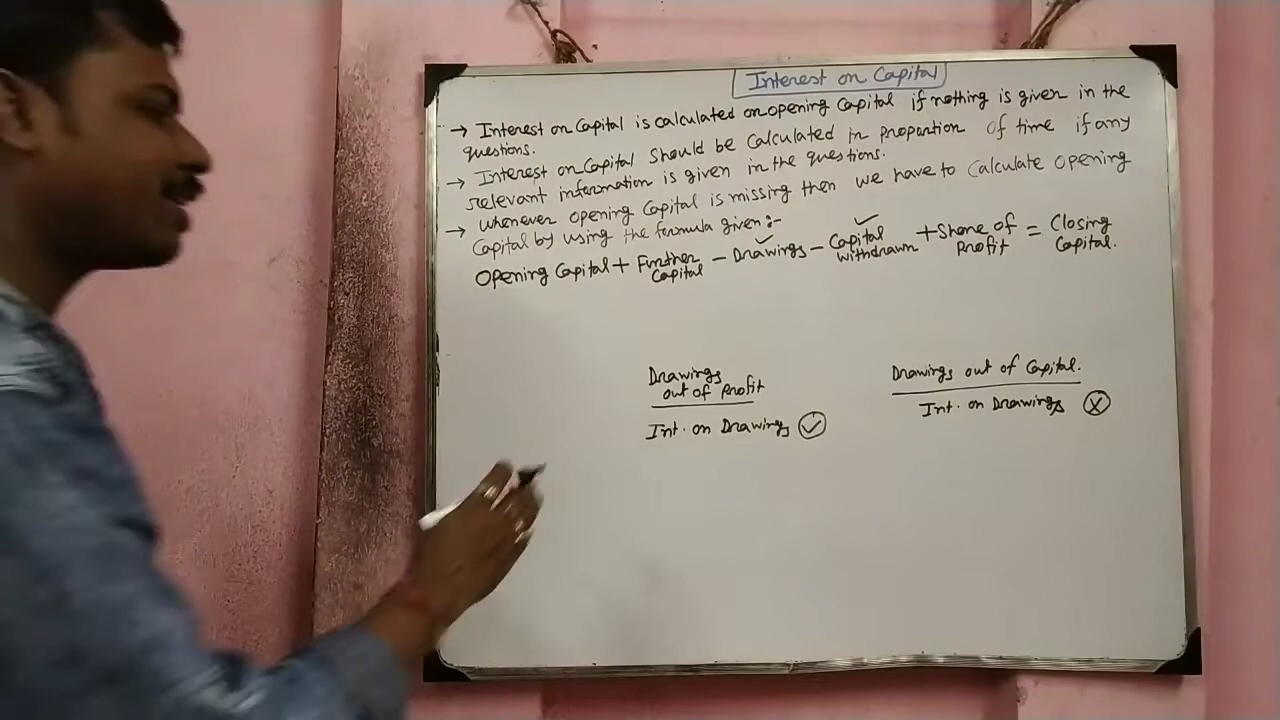 Interest on Capital
→ Interest on Capital is calculated on opening Capital if nothing is given in the
questions.
→ Interest on Capital should be calculated in proportion of time if any
relevant information is given in the questions.
→ whenever opening Capital is missing then we have to Calculate opening
Capital by using the formula given:-
Opening Capital + Further Capital - Drawings - Capital withdrawn + Share of Profit = Closing Capital.
Drawings
out of Profit
Int. on Drawings ✓
Drawings out of Capital.
Int. on Drawings X